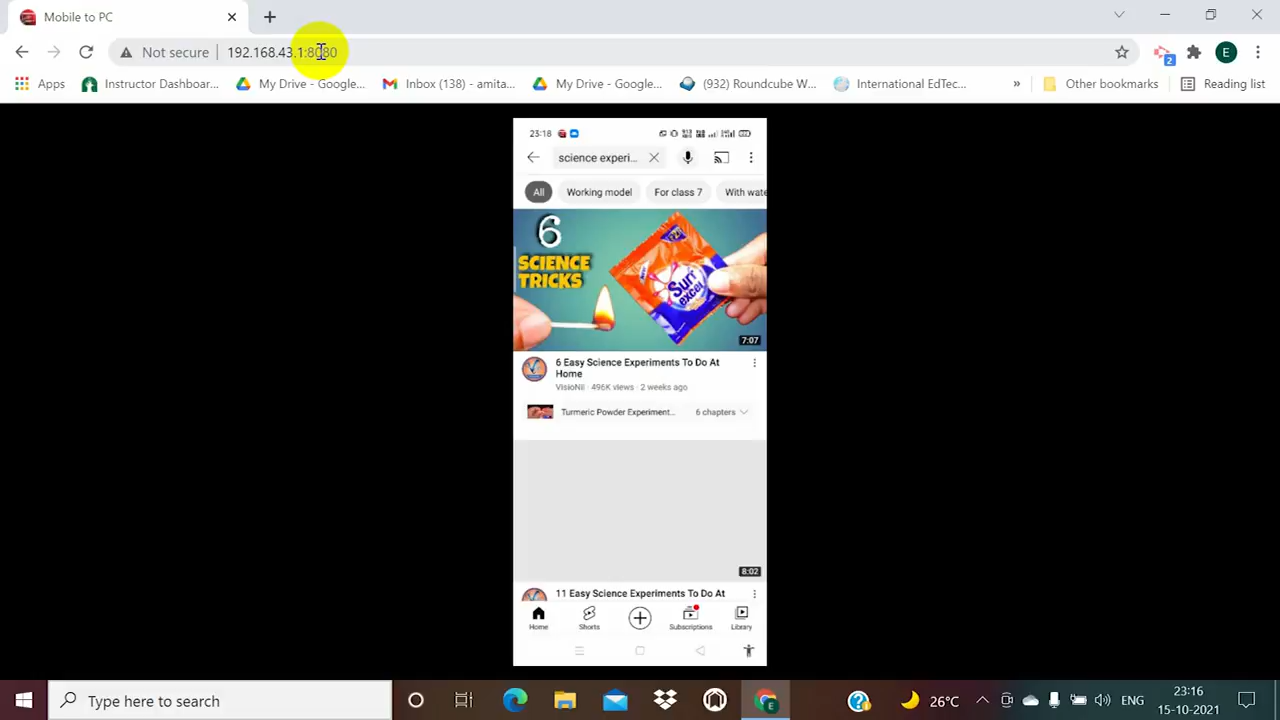 Mobile to PC
Not secure
192.168.43.1:8080
E
2
Apps
Instructor Dashboar...
My Drive - Google...
Inbox (138) - amita...
My Drive - Google...
(932) Roundcube W...
International EdTec...
»
Other bookmarks
Reading list
23:18
science experi...
All
Working model
For class 7
With wate
6
SCIENCE
TRICKS
Surf
excel
7:07
6 Easy Science Experiments To Do At
Home
VisioNil · 496K views · 2 weeks ago
Turmeric Powder Experiment...
6 chapters
8:02
11 Easy Science Experiments To Do At
Home
Shorts
Subscriptions
Library
Type here to search
E
26°C
ENG
23:16
15-10-2021